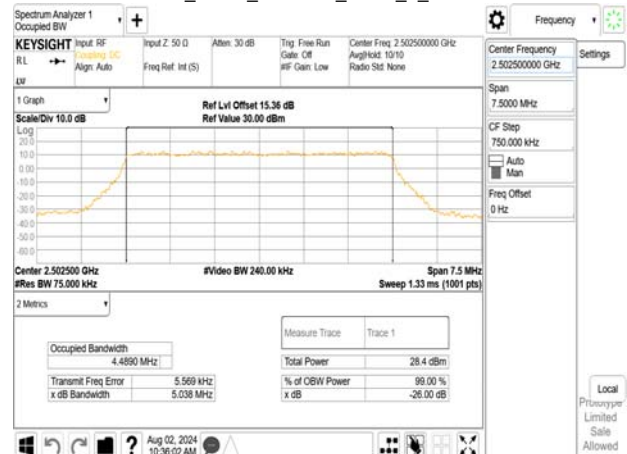 Spectrum Analyzer 1
Occupied BW
Frequency
KEYSIGHT
RL
Input: RF
Coupling: DC
Align: Auto
Input Z: 50 Ω
Freq Ref: Int (S)
Atten: 30 dB
Trig: Free Run
Gate: Off
#IF Gain: Low
Center Freq: 2.502500000 GHz
Avg|Hold: 10/10
Radio Std: None
Center Frequency
2.502500000 GHz
Settings
Span
7.5000 MHz
CF Step
750.000 kHz
Auto
Man
Freq Offset
0 Hz
1 Graph
Scale/Div 10.0 dB
Ref Lvl Offset 15.36 dB
Ref Value 30.00 dBm
Log
20.0
10.0
0.00
-10.0
-20.0
-30.0
-40.0
-50.0
-60.0
Center 2.502500 GHz
#Res BW 75.000 kHz
#Video BW 240.00 kHz
Span 7.5 MHz
Sweep 1.33 ms (1001 pts)
2 Metrics
Measure Trace Trace 1
Occupied Bandwidth
4.4890 MHz
Total Power 28.4 dBm
Transmit Freq Error 5.569 kHz
% of OBW Power 99.00 %
x dB Bandwidth 5.038 MHz
x dB -26.00 dB
Local
Prototype
Limited
Sale
Allowed
?
Aug 02, 2024
10:36:02 AM